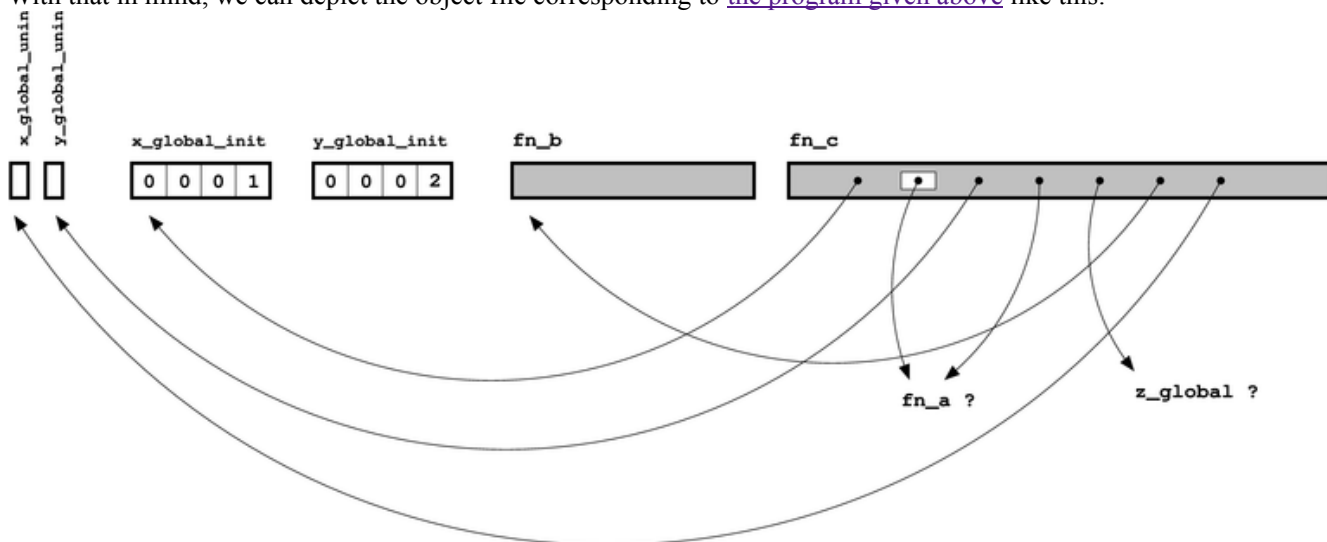 With that in mind, we can depict the object file corresponding to the program given above like this:
x_global_unin
y_global_unin
x_global_init
y_global_init
fn_b
fn_c
0 0 0 1
0 0 0 2
fn_a ?
z_global ?